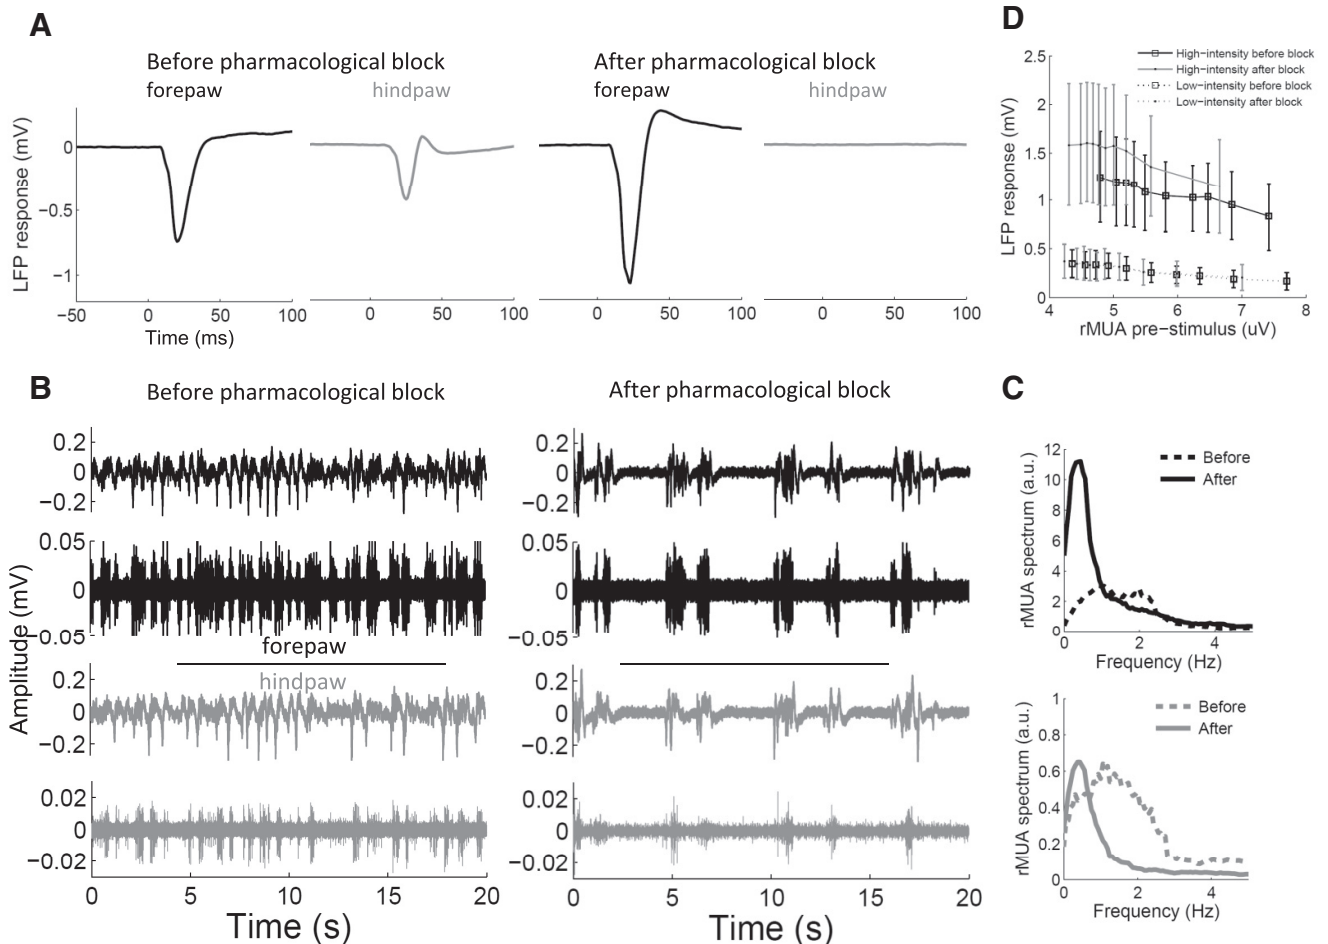 A
Before pharmacological block
forepaw
hindpaw
After pharmacological block
forepaw
hindpaw
LFP response (mV)
0
−0.5
−1
−50 0 50 100
0 50 100
0 50 100
0 50 100
Time (ms)
D
2.5
2
1.5
1
0.5
0
LFP response (mV)
High-intensity before block
High-intensity after block
Low-intensity before block
Low-intensity after block
4 5 6 7 8
rMUA pre−stimulus (uV)
B
Before pharmacological block
After pharmacological block
Amplitude (mV)
0.2
0
−0.2
0.2
0
−0.2
0.05
0
−0.05
0.05
0
−0.05
forepaw
hindpaw
0.2
0
−0.2
0.2
0
−0.2
0.02
0
−0.02
0.02
0
−0.02
0 5 10 15 20
0 5 10 15 20
Time (s)
Time (s)
C
rMUA spectrum (a.u.)
12
10
8
6
4
2
0
Before
After
0 2 4
Frequency (Hz)
rMUA spectrum (a.u.)
1
0.8
0.6
0.4
0.2
0
Before
After
0 2 4
Frequency (Hz)